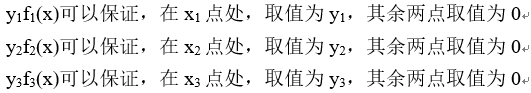 y₁f₁(x)可以保证，在 x₁ 点处，取值为 y₁，其余两点取值为 0
y₂f₂(x)可以保证，在 x₂ 点处，取值为 y₂，其余两点取值为 0
y₃f₃(x)可以保证，在 x₃ 点处，取值为 y₃，其余两点取值为 0